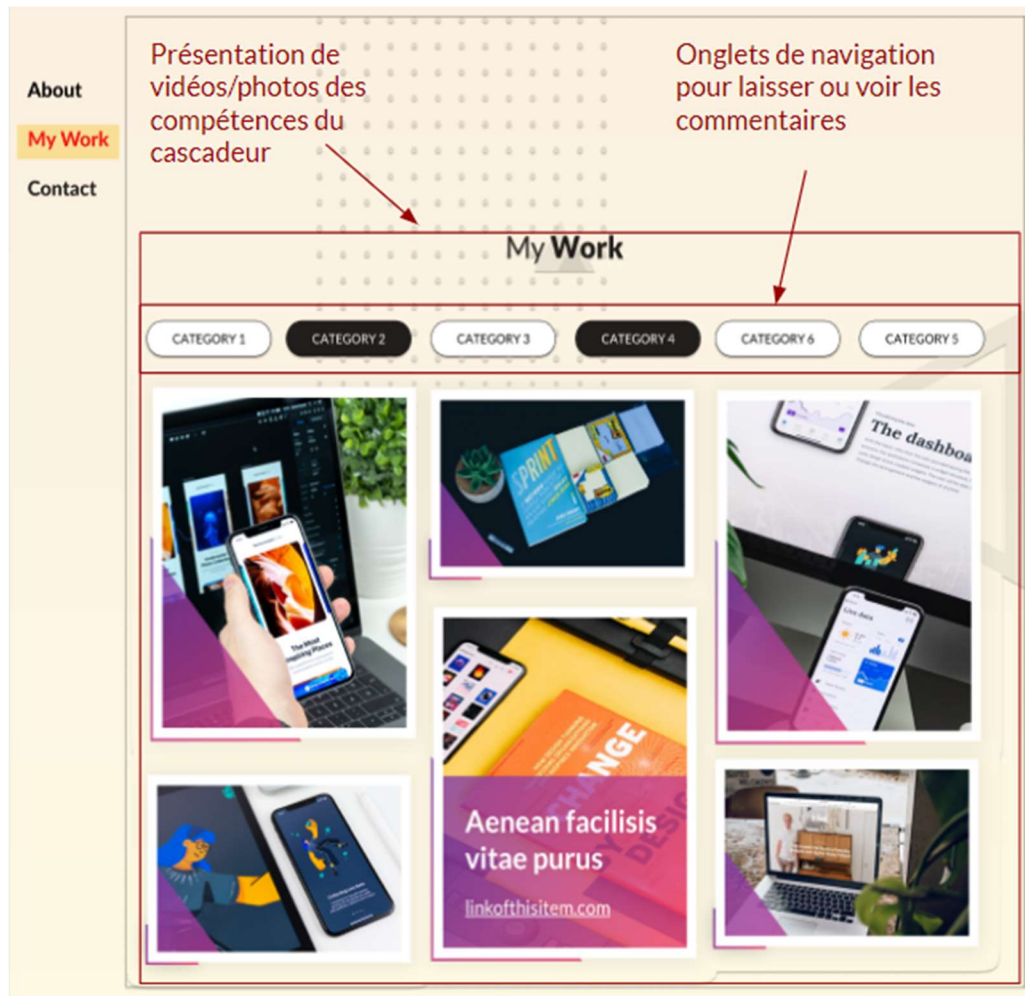 About
My Work
Contact
Présentation de
vidéos/photos des
compétences du
cascadeur
Onglets de navigation
pour laisser ou voir les
commentaires
My Work
CATEGORY 1
CATEGORY 2
CATEGORY 3
CATEGORY 4
CATEGORY 6
CATEGORY 5
The Most
Inspiring Places
SPRINT
The dashboa
Live data
CHANGE
DESIGN
Aenean facilisis
vitae purus
linkofthisitem.com